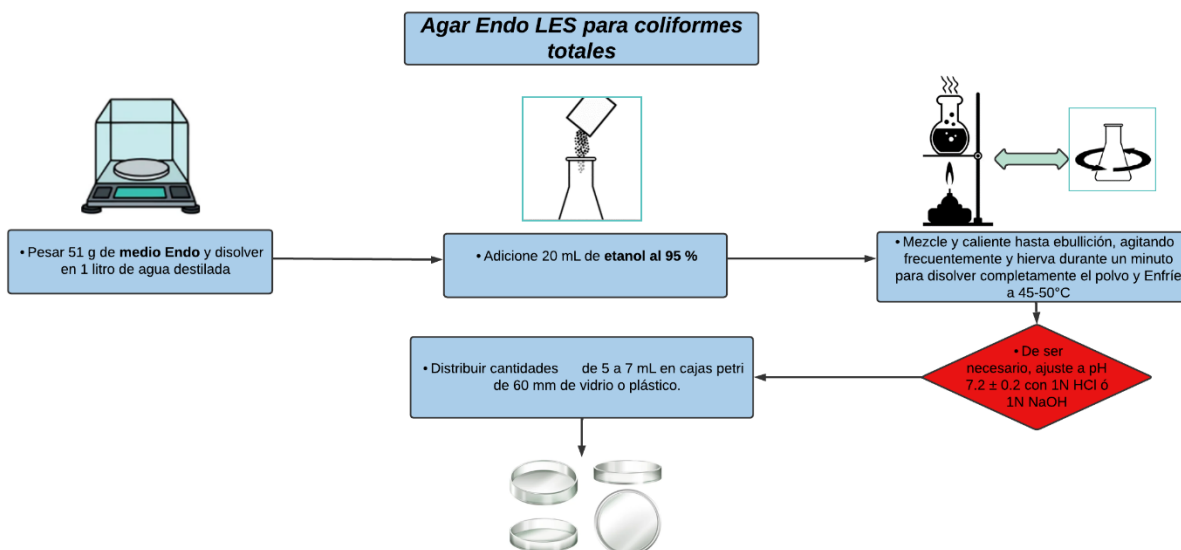 Agar Endo LES para coliformes
totales
• Pesar 51 g de medio Endo y disolver
en 1 litro de agua destilada
• Adicione 20 mL de etanol al 95 %
• Mezcle y caliente hasta ebullición, agitando
frecuentemente y hierva durante un minuto
para disolver completamente el polvo y Enfríe
a 45-50°C
• De ser
necesario, ajuste a pH
7.2 ± 0.2 con 1N HCl ó
1N NaOH
• Distribuir cantidades de 5 a 7 mL en cajas petri
de 60 mm de vidrio o plástico.